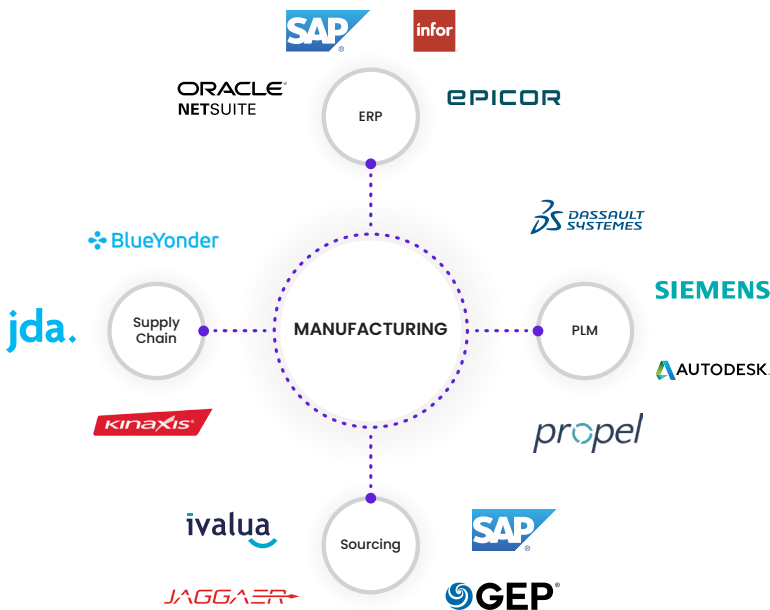 SAP®
infor
ORACLE®
NETSUITE
ERP
epicor
DASSAULT
SYSTEMES
BlueYonder
SIEMENS
Supply
Chain
MANUFACTURING
PLM
jda.
AUTODESK.
KINAXIS®
propel
ivalua
Sourcing
SAP®
JAGGAER
GEP®